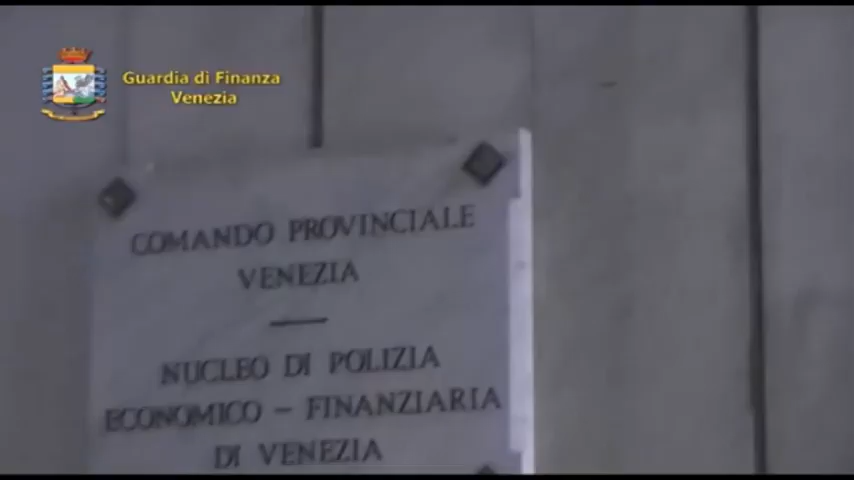 Guardia di Finanza
Venezia
COMANDO PROVINCIALE
VENEZIA
NUCLEO DI POLIZIA
ECONOMICO - FINANZIARIA
DI VENEZIA